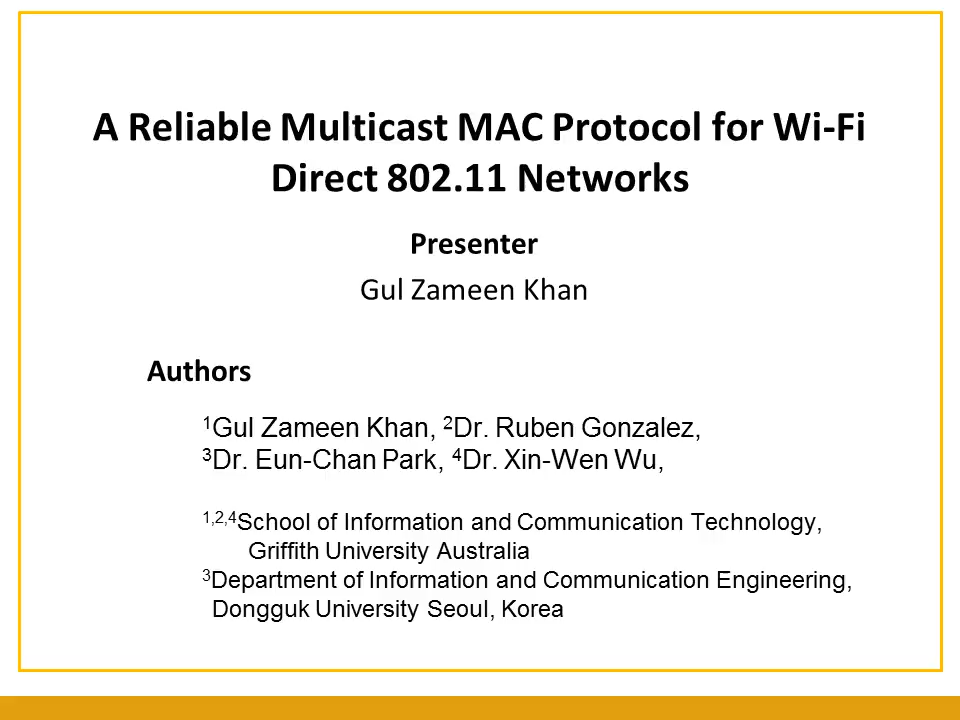 A Reliable Multicast MAC Protocol for Wi-Fi
Direct 802.11 Networks
Presenter
Gul Zameen Khan
Authors
¹Gul Zameen Khan, ²Dr. Ruben Gonzalez,
³Dr. Eun-Chan Park, ⁴Dr. Xin-Wen Wu,
¹,²,⁴School of Information and Communication Technology,
Griffith University Australia
³Department of Information and Communication Engineering,
Dongguk University Seoul, Korea